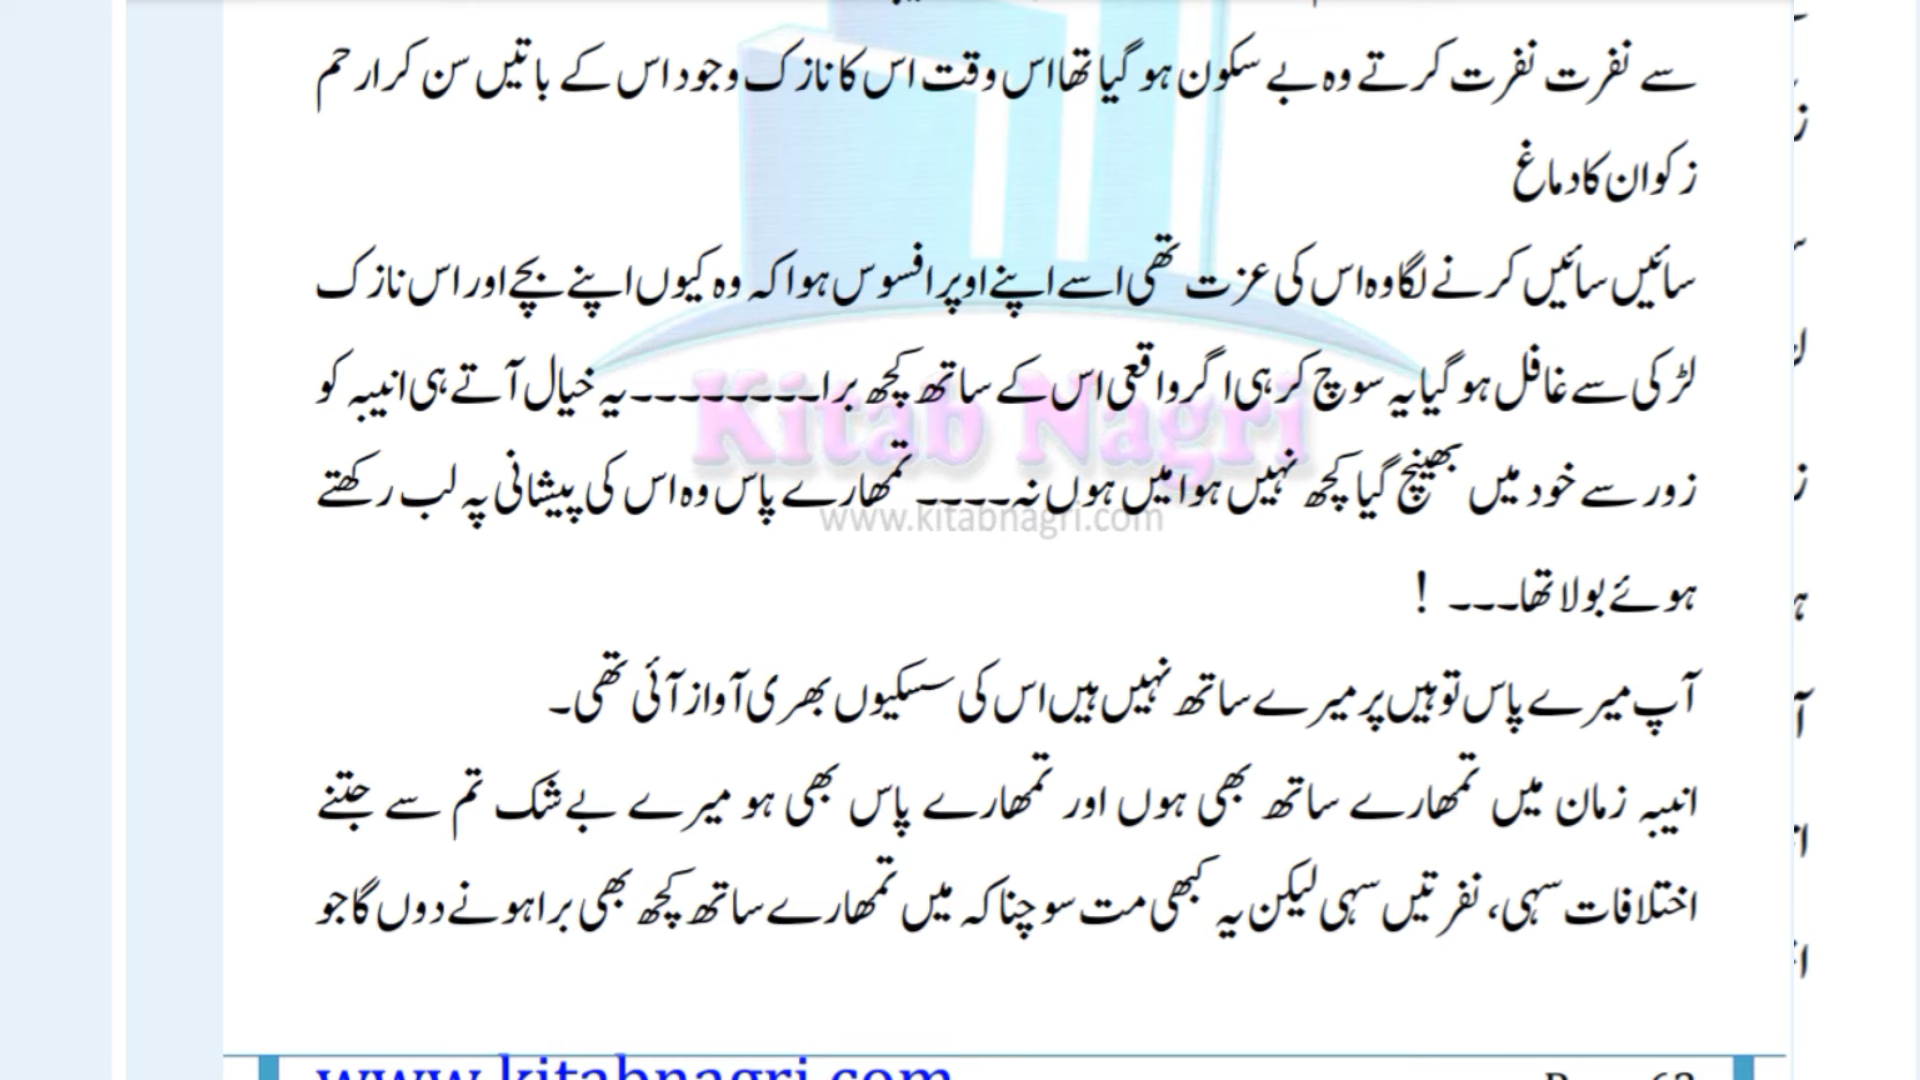 سے نفرت نفرت کرتے وہ بے سکون ہو گیا تھا اس وقت اس کا نازک وجود اس کے باتیں سن کر ارحم
زکوان کا دماغ
سائیں سائیں کرنے لگا وہ اس کی عزت تھی اسے اپنے اوپر افسوس ہوا کہ وہ کیوں اپنے بچے اور اس نازک
لڑکی سے غافل ہو گیا یہ سوچ کر ہی اگر واقعی اس کے ساتھ کچھ برا۔۔۔۔۔۔۔۔یہ خیال آتے ہی انیبہ کو
Kitab Nagri
زور سے خود میں بھینچ گیا کچھ نہیں ہوا میں ہوں نہ۔۔۔۔تمھارے پاس وہ اس کی پیشانی پہ لب رکھتے
www.kitabnagri.com
ہوئے بولا تھا۔۔۔ !
آپ میرے پاس تو ہیں پر میرے ساتھ نہیں ہیں اس کی سسکیوں بھری آواز آئی تھی۔
انیبہ زمان میں تمھارے ساتھ بھی ہوں اور تمھارے پاس بھی ہو میرے بے شک تم سے جتنے
اختلافات سہی، نفرتیں سہی لیکن یہ کبھی مت سوچنا کہ میں تمھارے ساتھ کچھ بھی برا ہونے دوں گا جو
www.kitabnagri.com